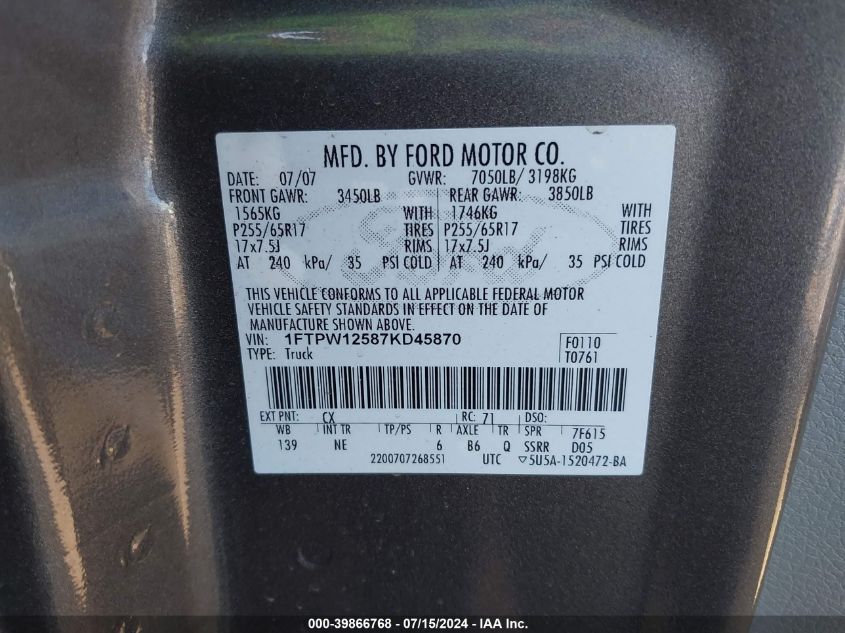 MFD. BY FORD MOTOR CO.
DATE: 07/07 GVWR: 7050LB/ 3198KG
FRONT GAWR: 3450LB REAR GAWR: 3850LB
1565KG WITH 1746KG WITH
P255/65R17 TIRES P255/65R17 TIRES
17x7.5J RIMS 17x7.5J RIMS
AT 240 kPa/ 35 PSI COLD AT 240 kPa/ 35 PSI COLD
THIS VEHICLE CONFORMS TO ALL APPLICABLE FEDERAL MOTOR
VEHICLE SAFETY STANDARDS IN EFFECT ON THE DATE OF
MANUFACTURE SHOWN ABOVE.
VIN: 1FTPW12587KD45870 F0110
TYPE: Truck T0761
EXT PNT: CX RC: 71 DSO:
WB INT TR TP/PS R AXLE TR SPR 7F615
139 NE 6 B6 Q SSRR D05
2200707268551 UTC ▽5U5A-1520472-BA
000-39866768 - 07/15/2024 - IAA Inc.